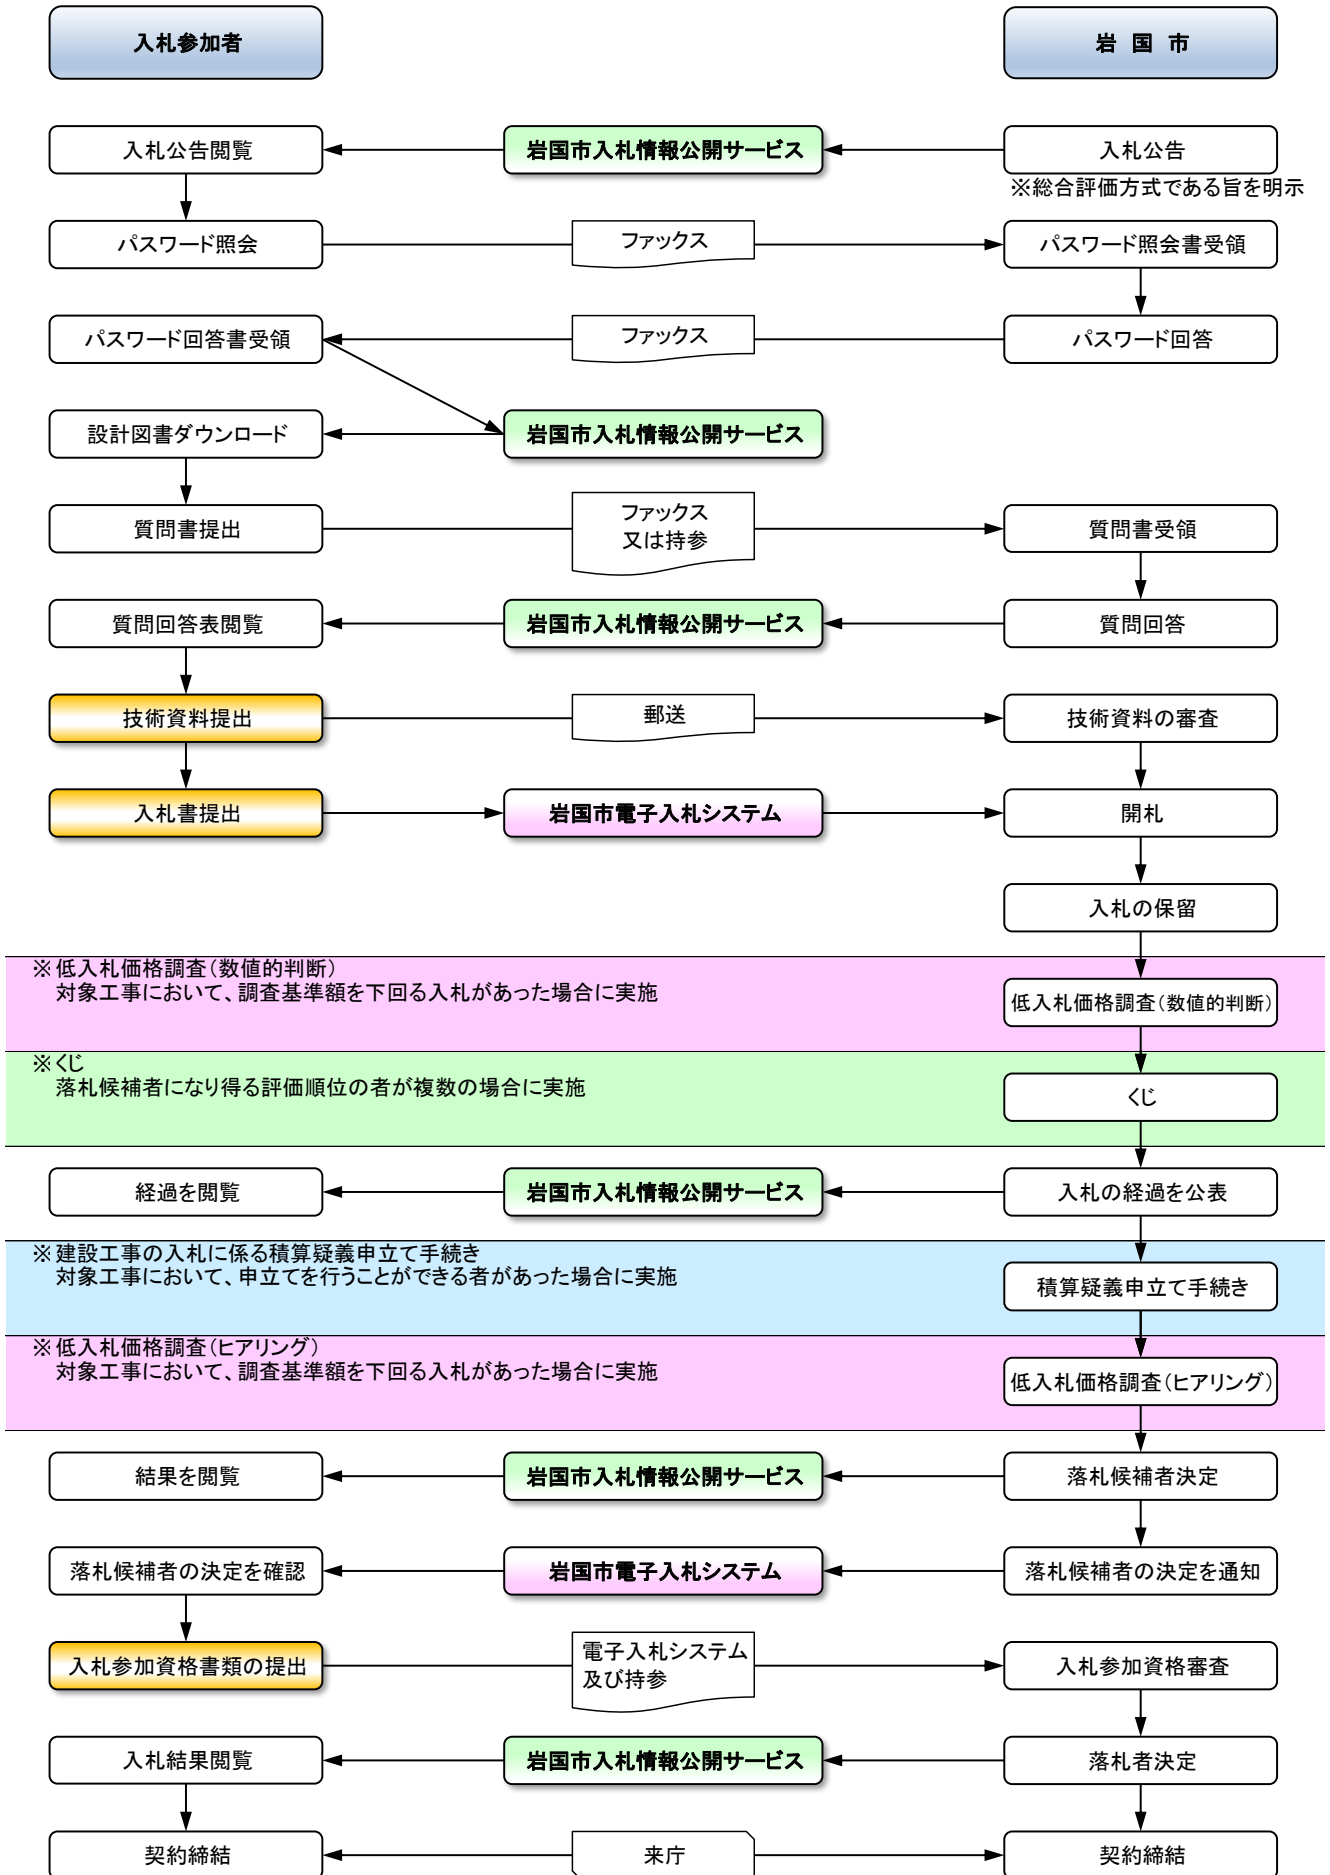 入札参加者
岩 国 市
入札公告閲覧
岩国市入札情報公開サービス
入札公告
※総合評価方式である旨を明示
パスワード照会
ファックス
パスワード照会書受領
パスワード回答書受領
ファックス
パスワード回答
設計図書ダウンロード
岩国市入札情報公開サービス
質問書提出
ファックス
又は持参
質問書受領
質問回答表閲覧
岩国市入札情報公開サービス
質問回答
技術資料提出
郵送
技術資料の審査
入札書提出
岩国市電子入札システム
開札
入札の保留
※低入札価格調査(数値的判断)
対象工事において、調査基準額を下回る入札があった場合に実施
低入札価格調査(数値的判断)
※くじ
落札候補者になり得る評価順位の者が複数の場合に実施
くじ
経過を閲覧
岩国市入札情報公開サービス
入札の経過を公表
※建設工事の入札に係る積算疑義申立て手続き
対象工事において、申立てを行うことができる者があった場合に実施
積算疑義申立て手続き
※低入札価格調査(ヒアリング)
対象工事において、調査基準額を下回る入札があった場合に実施
低入札価格調査(ヒアリング)
結果を閲覧
岩国市入札情報公開サービス
落札候補者決定
落札候補者の決定を確認
岩国市電子入札システム
落札候補者の決定を通知
入札参加資格書類の提出
電子入札システム
及び持参
入札参加資格審査
入札結果閲覧
岩国市入札情報公開サービス
落札者決定
契約締結
来庁
契約締結